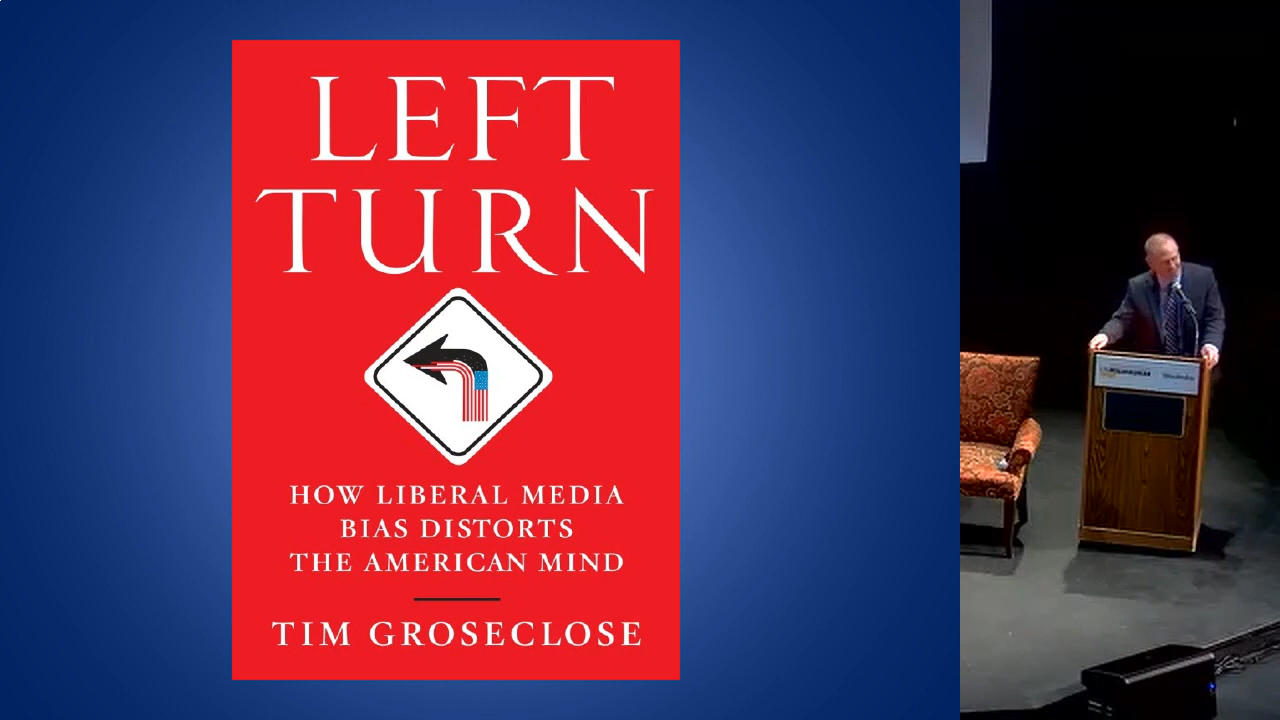 LEFT
TURN
HOW LIBERAL MEDIA
BIAS DISTORTS
THE AMERICAN MIND
TIM GROSECLOSE